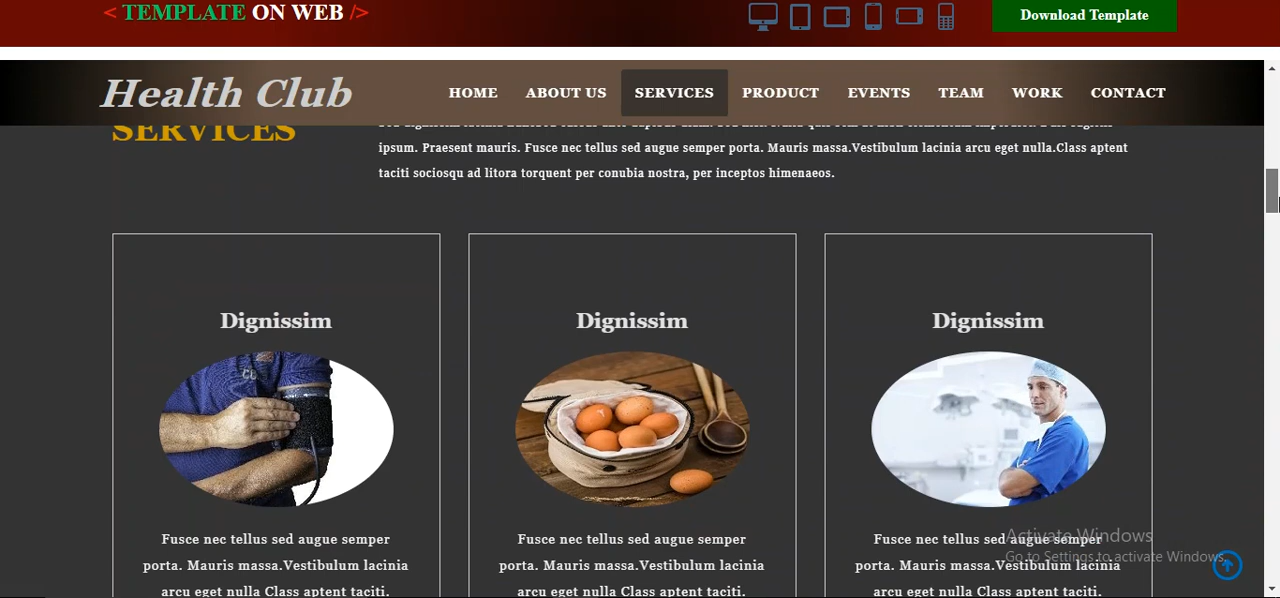 < TEMPLATE ON WEB />
Download Template
Health Club
HOME ABOUT US SERVICES PRODUCT EVENTS TEAM WORK CONTACT
SERVICES
ipsum. Praesent mauris. Fusce nec tellus sed augue semper porta. Mauris massa.Vestibulum lacinia arcu eget nulla.Class aptent
taciti sociosqu ad litora torquent per conubia nostra, per inceptos himenaeos.
Dignissim
Fusce nec tellus sed augue semper
porta. Mauris massa.Vestibulum lacinia
arcu eget nulla Class aptent taciti.
Dignissim
Fusce nec tellus sed augue semper
porta. Mauris massa.Vestibulum lacinia
arcu eget nulla Class aptent taciti.
Dignissim
Fusce nec tellus sed augue semper
porta. Mauris massa.Vestibulum lacinia
arcu eget nulla Class aptent taciti.
Activate Windows
Go to Settings to activate Windows.